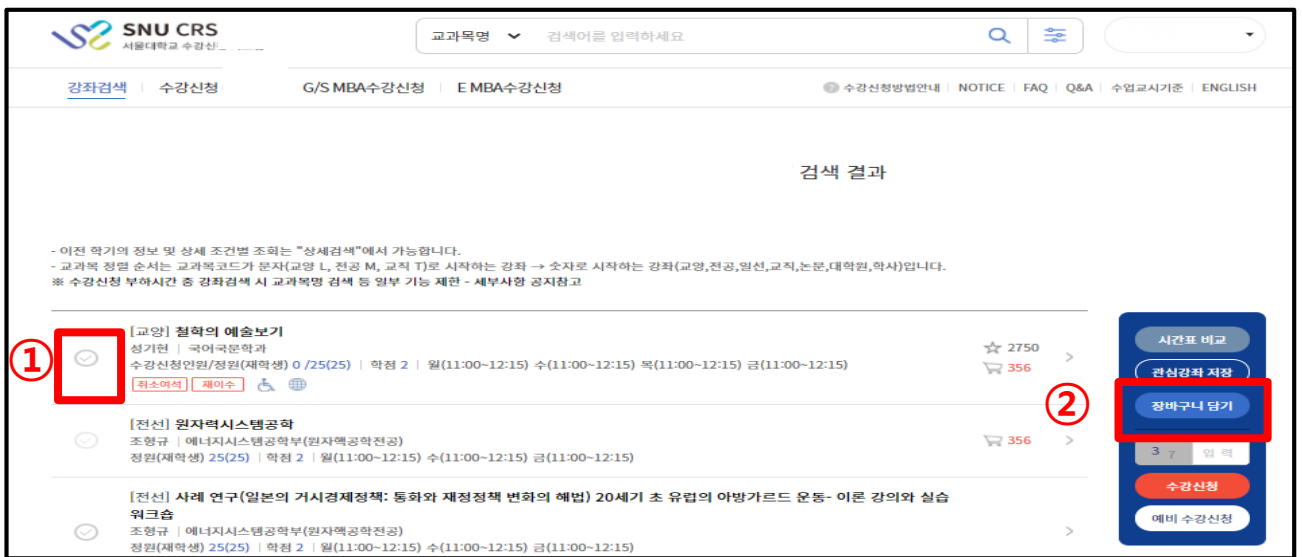 SNU CRS
서울대학교 수강신
교과목명 검색어를 입력하세요
강좌검색 수강신청 G/S MBA수강신청 E MBA수강신청 수강신청방법안내 NOTICE FAQ Q&A 수업교시기준 ENGLISH
검색 결과
- 이전 학기의 정보 및 상세 조건별 조회는 "상세검색"에서 가능합니다.
- 교과목 정렬 순서는 교과목코드가 문자(교양 L, 전공 M, 교직 T)로 시작하는 강좌 → 숫자로 시작하는 강좌(교양,전공,일선,교직,논문,대학원,학사)입니다.
※ 수강신청 부하시간 중 강좌검색 시 교과목명 검색 등 일부 기능 제한 - 세부사항 공지참고
①
[교양] 철학의 예술보기
성기현 | 국어국문학과
수강신청인원/정원(재학생) 0 /25(25) | 학점 2 | 월(11:00~12:15) 수(11:00~12:15) 목(11:00~12:15) 금(11:00~12:15)
취소여석 재이수
2750
356
[전선] 원자력시스템공학
조형규 | 에너지시스템공학부(원자핵공학전공)
정원(재학생) 25(25) | 학점 2 | 월(11:00~12:15) 수(11:00~12:15) 금(11:00~12:15)
356
[전선] 사례 연구(일본의 거시경제정책: 통화와 재정정책 변화의 해법) 20세기 초 유럽의 아방가르드 운동- 이론 강의와 실습
워크숍
조형규 | 에너지시스템공학부(원자핵공학전공)
정원(재학생) 25(25) | 학점 2 | 월(11:00~12:15) 수(11:00~12:15) 금(11:00~12:15)
시간표 비교
관심강좌 저장
②
장바구니 담기
3 7 입력
수강신청
예비 수강신청